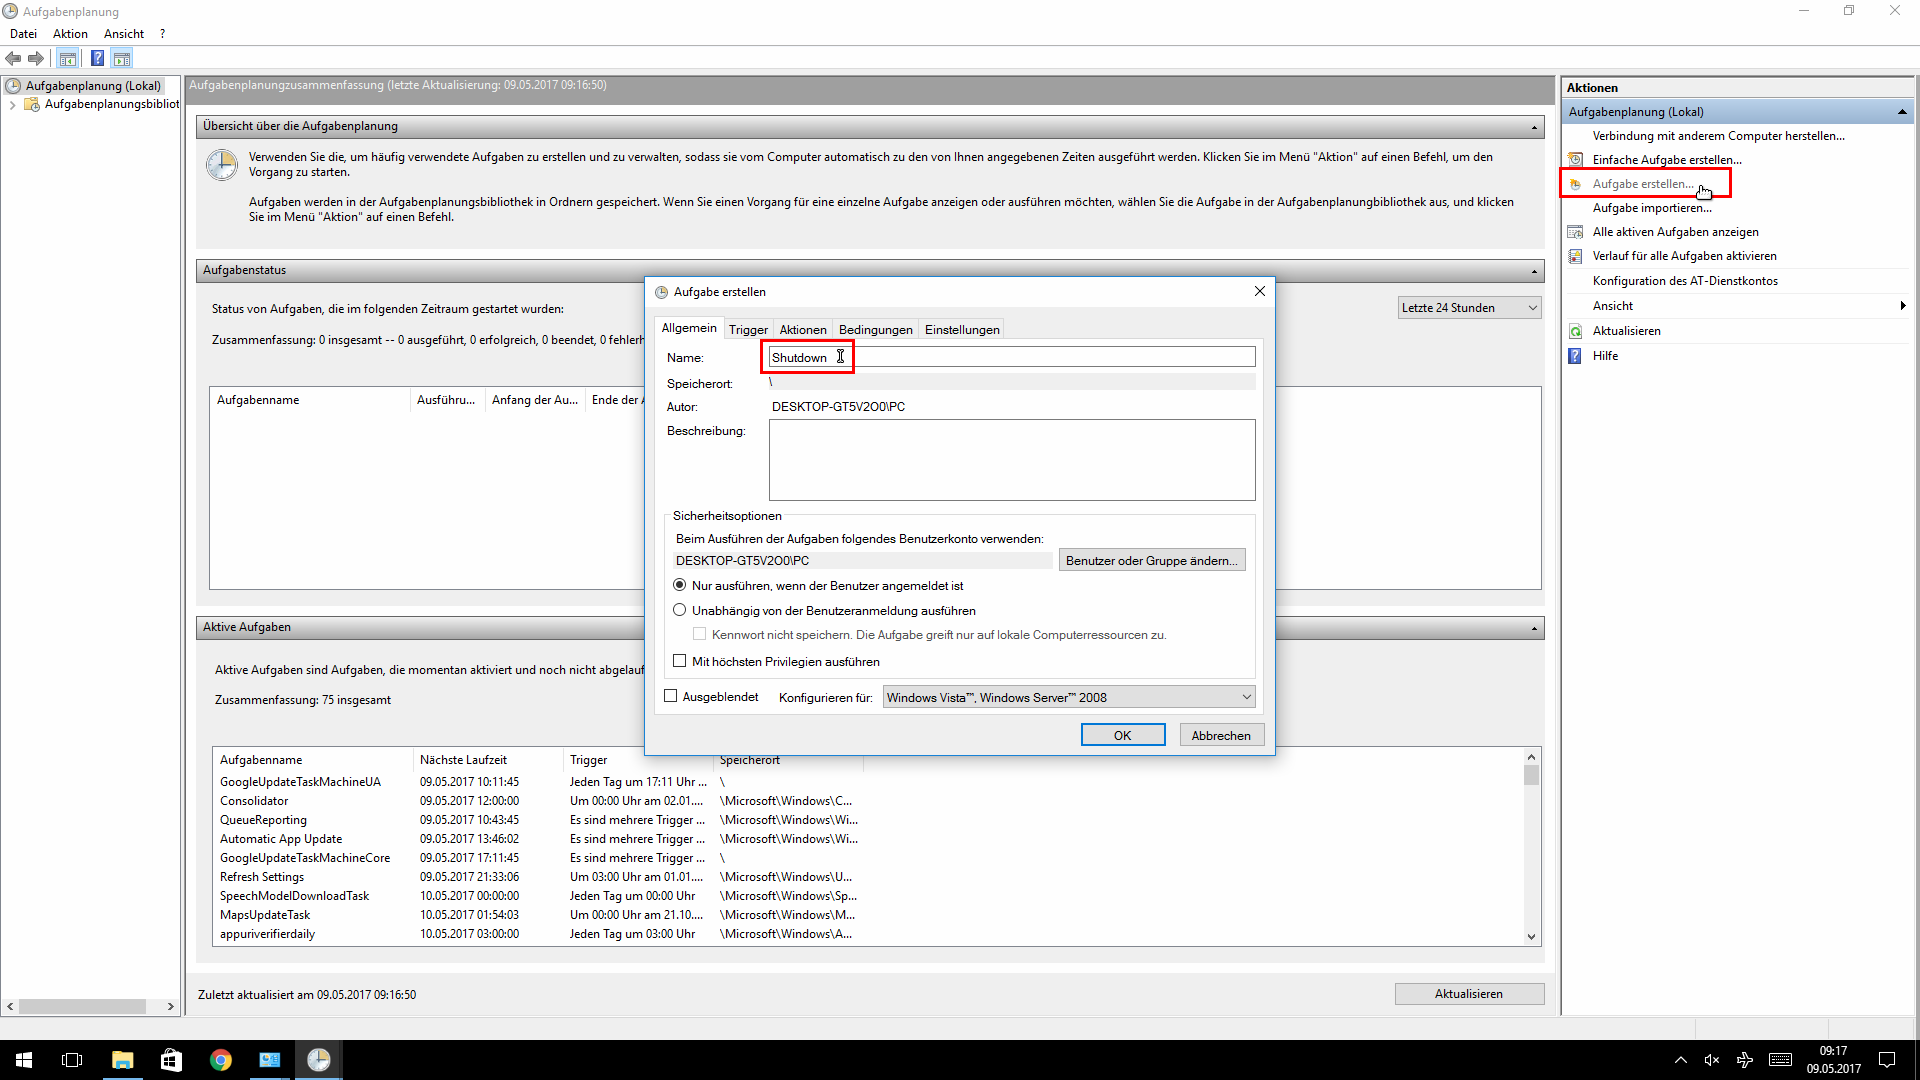 Aufgabenplanung
Datei Aktion Ansicht ?
Aufgabenplanung (Lokal)
Aufgabenplanungsbibliot
Aufgabenplanungzusammenfassung (letzte Aktualisierung: 09.05.2017 09:16:50)
Übersicht über die Aufgabenplanung
Verwenden Sie die, um häufig verwendete Aufgaben zu erstellen und zu verwalten, sodass sie vom Computer automatisch zu den von Ihnen angegebenen Zeiten ausgeführt werden. Klicken Sie im Menü "Aktion" auf einen Befehl, um den
Vorgang zu starten.
Aufgaben werden in der Aufgabenplanungsbibliothek in Ordnern gespeichert. Wenn Sie einen Vorgang für eine einzelne Aufgabe anzeigen oder ausführen möchten, wählen Sie die Aufgabe in der Aufgabenplanungbibliothek aus, und klicken
Sie im Menü "Aktion" auf einen Befehl.
Aufgabenstatus
Status von Aufgaben, die im folgenden Zeitraum gestartet wurden:
Letzte 24 Stunden
Zusammenfassung: 0 insgesamt -- 0 ausgeführt, 0 erfolgreich, 0 beendet, 0 fehlerh
Aufgabenname Ausführu... Anfang der Au... Ende der A
Aktive Aufgaben
Aktive Aufgaben sind Aufgaben, die momentan aktiviert und noch nicht abgelauf
Zusammenfassung: 75 insgesamt
Aufgabenname Nächste Laufzeit Trigger Speicherort
GoogleUpdateTaskMachineUA 09.05.2017 10:11:45 Jeden Tag um 17:11 Uhr ... \
Consolidator 09.05.2017 12:00:00 Um 00:00 Uhr am 02.01.... \Microsoft\Windows\C...
QueueReporting 09.05.2017 10:43:45 Es sind mehrere Trigger ... \Microsoft\Windows\Wi...
Automatic App Update 09.05.2017 13:46:02 Es sind mehrere Trigger ... \Microsoft\Windows\Wi...
GoogleUpdateTaskMachineCore 09.05.2017 17:11:45 Es sind mehrere Trigger ... \
Refresh Settings 09.05.2017 21:33:06 Um 03:00 Uhr am 01.01.... \Microsoft\Windows\U...
SpeechModelDownloadTask 10.05.2017 00:00:00 Jeden Tag um 00:00 Uhr \Microsoft\Windows\Sp...
MapsUpdateTask 10.05.2017 01:54:03 Um 00:00 Uhr am 21.10.... \Microsoft\Windows\M...
appuriverifierdaily 10.05.2017 03:00:00 Jeden Tag um 03:00 Uhr \Microsoft\Windows\A...
Zuletzt aktualisiert am 09.05.2017 09:16:50
Aktualisieren
Aufgabe erstellen
Allgemein Trigger Aktionen Bedingungen Einstellungen
Name: Shutdown
Speicherort: \
Autor: DESKTOP-GT5V2O0\PC
Beschreibung:
Sicherheitsoptionen
Beim Ausführen der Aufgaben folgendes Benutzerkonto verwenden:
DESKTOP-GT5V2O0\PC
Benutzer oder Gruppe ändern...
Nur ausführen, wenn der Benutzer angemeldet ist
Unabhängig von der Benutzeranmeldung ausführen
Kennwort nicht speichern. Die Aufgabe greift nur auf lokale Computerressourcen zu.
Mit höchsten Privilegien ausführen
Ausgeblendet Konfigurieren für: Windows Vista™, Windows Server™ 2008
OK Abbrechen
Aktionen
Aufgabenplanung (Lokal)
Verbindung mit anderem Computer herstellen...
Einfache Aufgabe erstellen...
Aufgabe erstellen...
Aufgabe importieren...
Alle aktiven Aufgaben anzeigen
Verlauf für alle Aufgaben aktivieren
Konfiguration des AT-Dienstkontos
Ansicht
Aktualisieren
Hilfe
09:17
09.05.2017